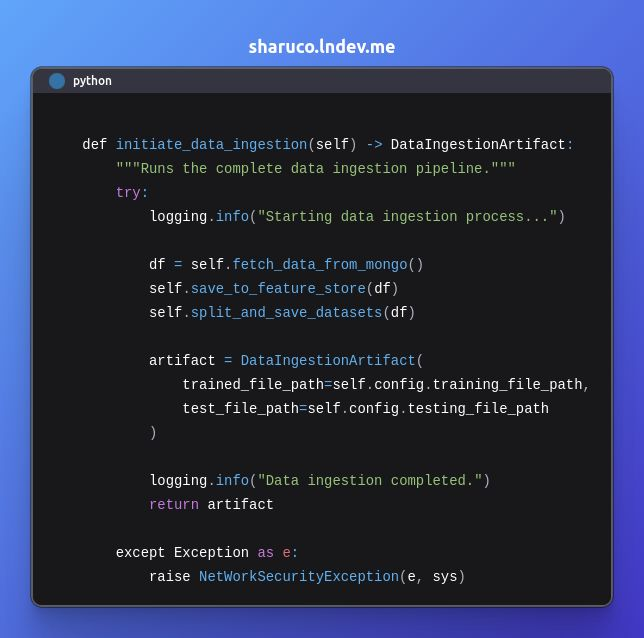 sharuco.lndev.me
python
def initiate_data_ingestion(self) -> DataIngestionArtifact:
"""Runs the complete data ingestion pipeline."""
try:
logging.info("Starting data ingestion process...")
df = self.fetch_data_from_mongo()
self.save_to_feature_store(df)
self.split_and_save_datasets(df)
artifact = DataIngestionArtifact(
trained_file_path=self.config.training_file_path,
test_file_path=self.config.testing_file_path
)
logging.info("Data ingestion completed.")
return artifact
except Exception as e:
raise NetWorkSecurityException(e, sys)